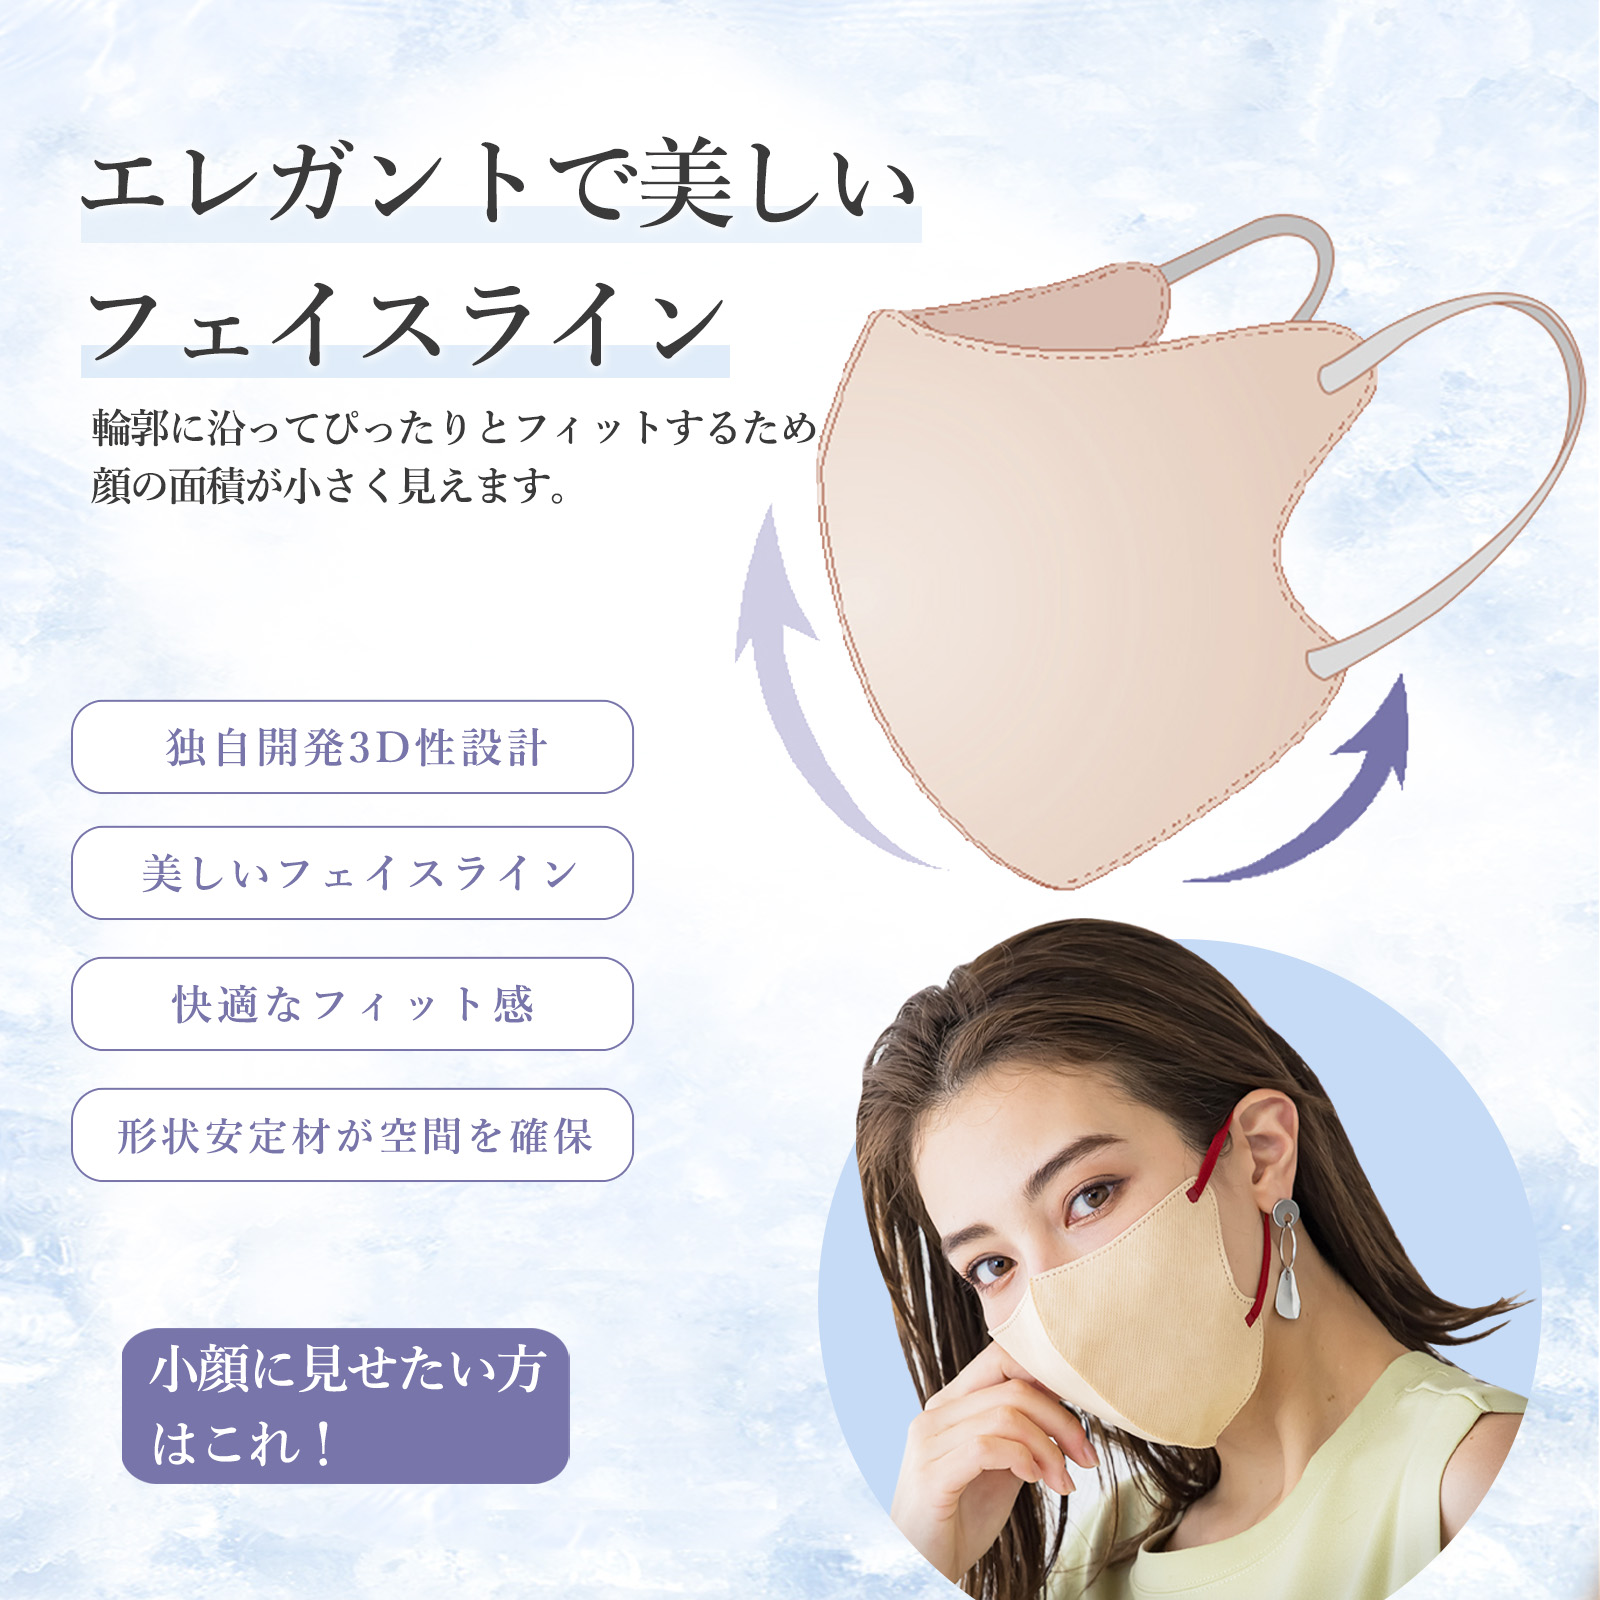 エレガントで美しい
フェイスライン
輪郭に沿ってぴったりとフィットするため
顔の面積が小さく見えます。
独自開発3D性設計
美しいフェイスライン
快適なフィット感
形状安定材が空間を確保
小顔に見せたい方
はこれ！